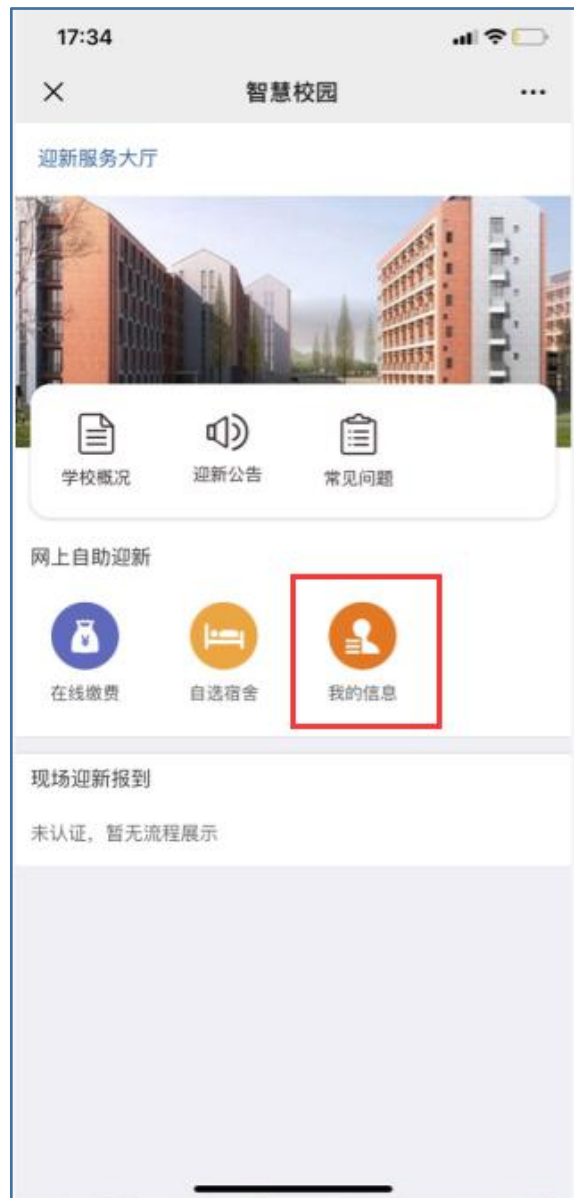 17:34
智慧校园
迎新服务大厅
学校概况 迎新公告 常见问题
网上自助迎新
¥
在线缴费 自选宿舍 我的信息
现场迎新报到
未认证，暂无流程展示